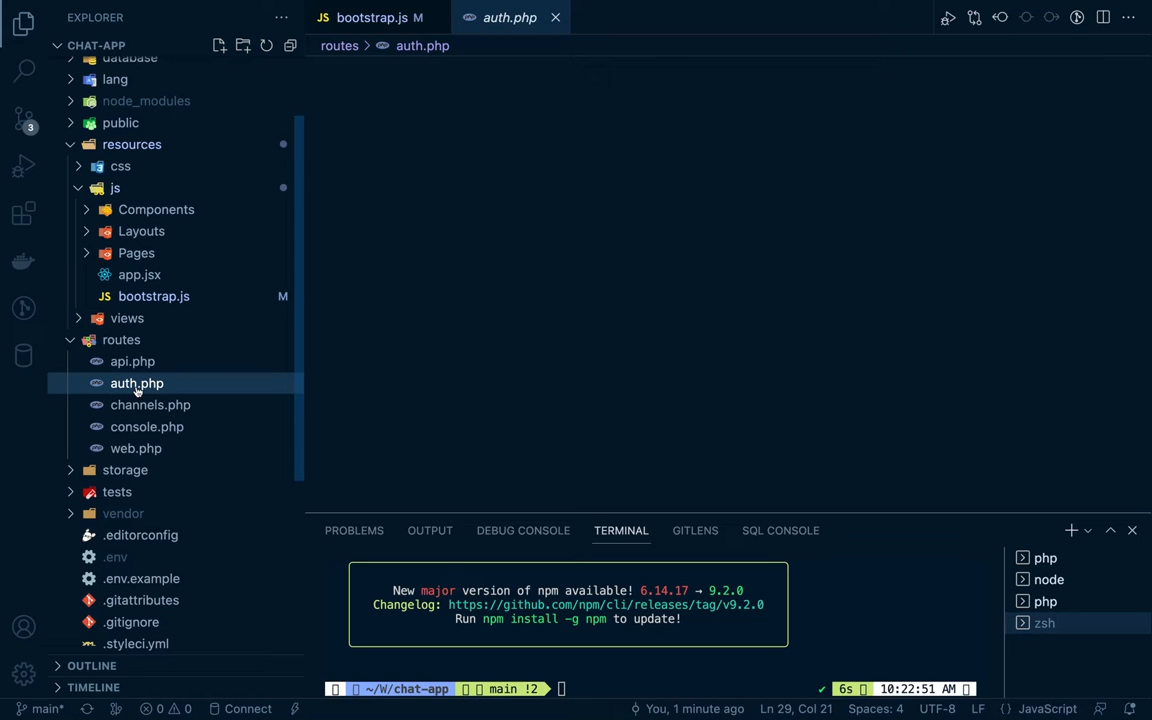 EXPLORER
JS bootstrap.js M
auth.php
CHAT-APP
routes > auth.php
database
lang
node_modules
public
resources
css
js
Components
Layouts
Pages
app.jsx
JS bootstrap.js M
views
routes
api.php
auth.php
channels.php
console.php
web.php
storage
tests
vendor
.editorconfig
.env
.env.example
.gitattributes
.gitignore
.styleci.yml
OUTLINE
TIMELINE
3
PROBLEMS OUTPUT DEBUG CONSOLE TERMINAL GITLENS SQL CONSOLE
New major version of npm available! 6.14.17 → 9.2.0
Changelog: https://github.com/npm/cli/releases/tag/v9.2.0
Run npm install -g npm to update!
~/W/chat-app main !2
✔ 6s 10:22:51 AM
php
node
php
zsh
main* 0 0 Connect You, 1 minute ago Ln 29, Col 21 Spaces: 4 UTF-8 LF {} JavaScript